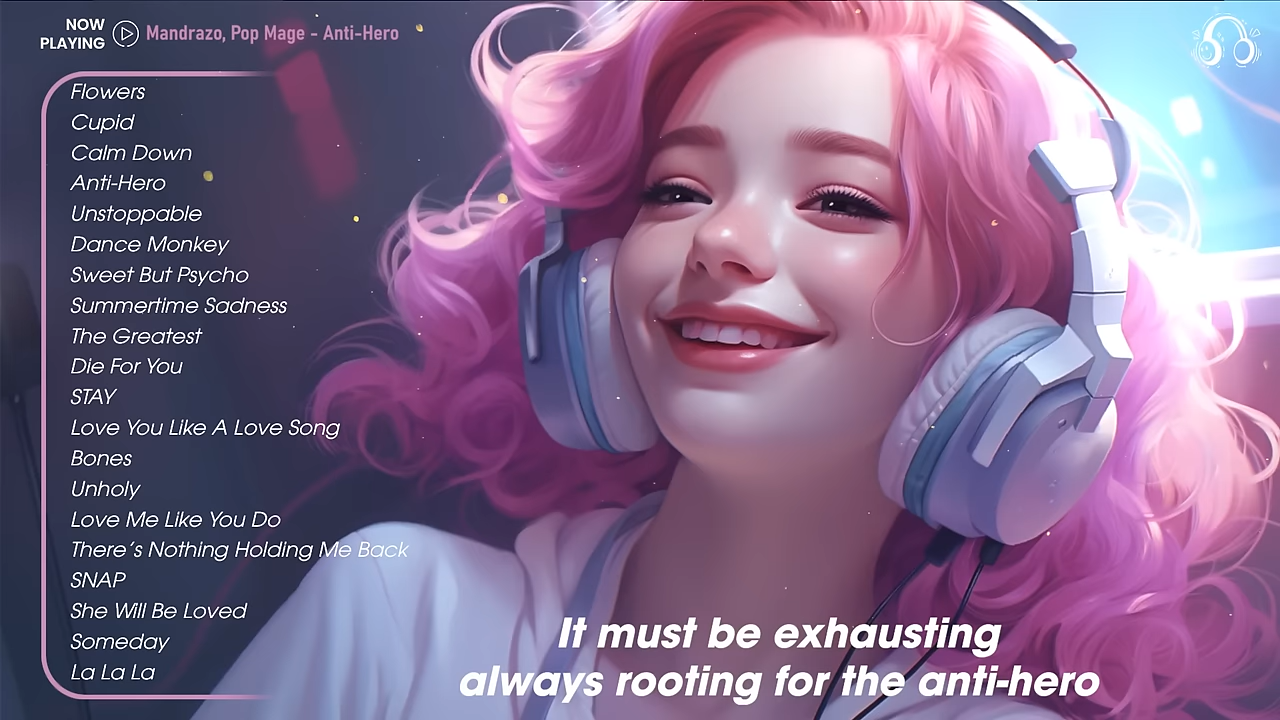 NOW
PLAYING
Mandrazo, Pop Mage - Anti-Hero
Flowers
Cupid
Calm Down
Anti-Hero
Unstoppable
Dance Monkey
Sweet But Psycho
Summertime Sadness
The Greatest
Die For You
STAY
Love You Like A Love Song
Bones
Unholy
Love Me Like You Do
There's Nothing Holding Me Back
SNAP
She Will Be Loved
Someday
La La La
It must be exhausting
always rooting for the anti-hero